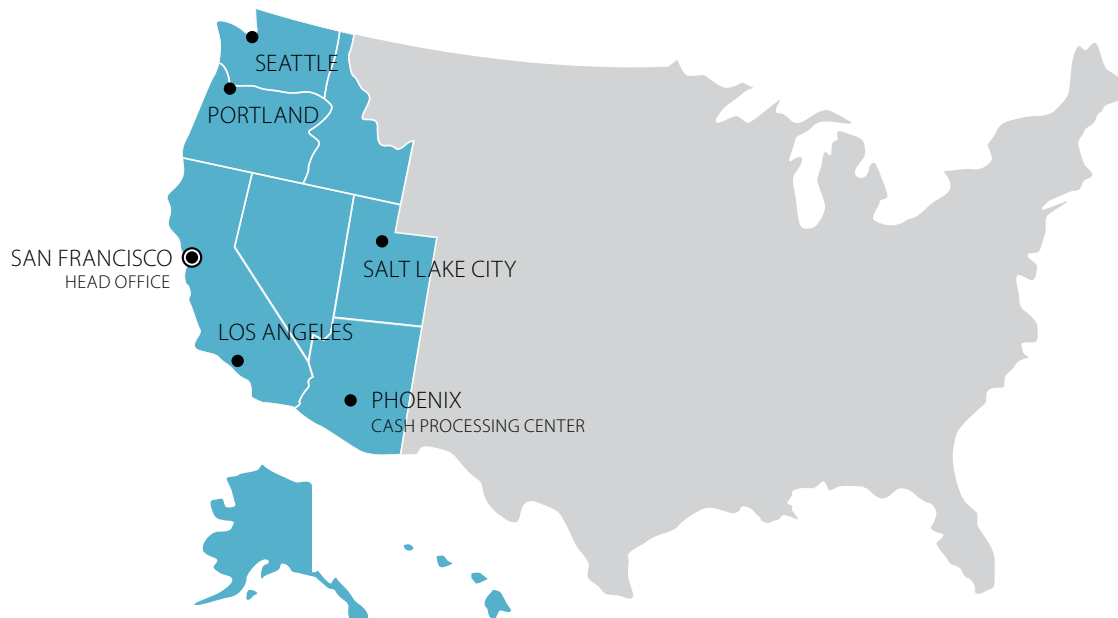 SEATTLE
PORTLAND
SAN FRANCISCO
HEAD OFFICE
SALT LAKE CITY
LOS ANGELES
PHOENIX
CASH PROCESSING CENTER